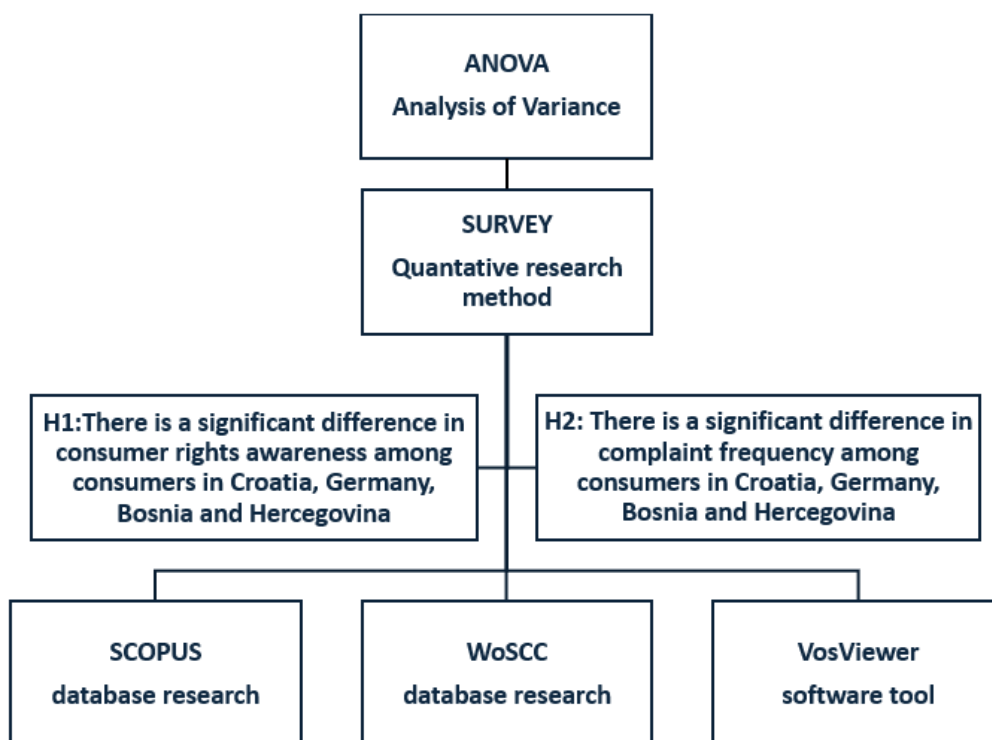 ANOVA
Analysis of Variance
SURVEY
Quantative research
method
H1:There is a significant difference in
consumer rights awareness among
consumers in Croatia, Germany,
Bosnia and Hercegovina
H2: There is a significant difference in
complaint frequency among
consumers in Croatia, Germany,
Bosnia and Hercegovina
SCOPUS
database research
WoSCC
database research
VosViewer
software tool